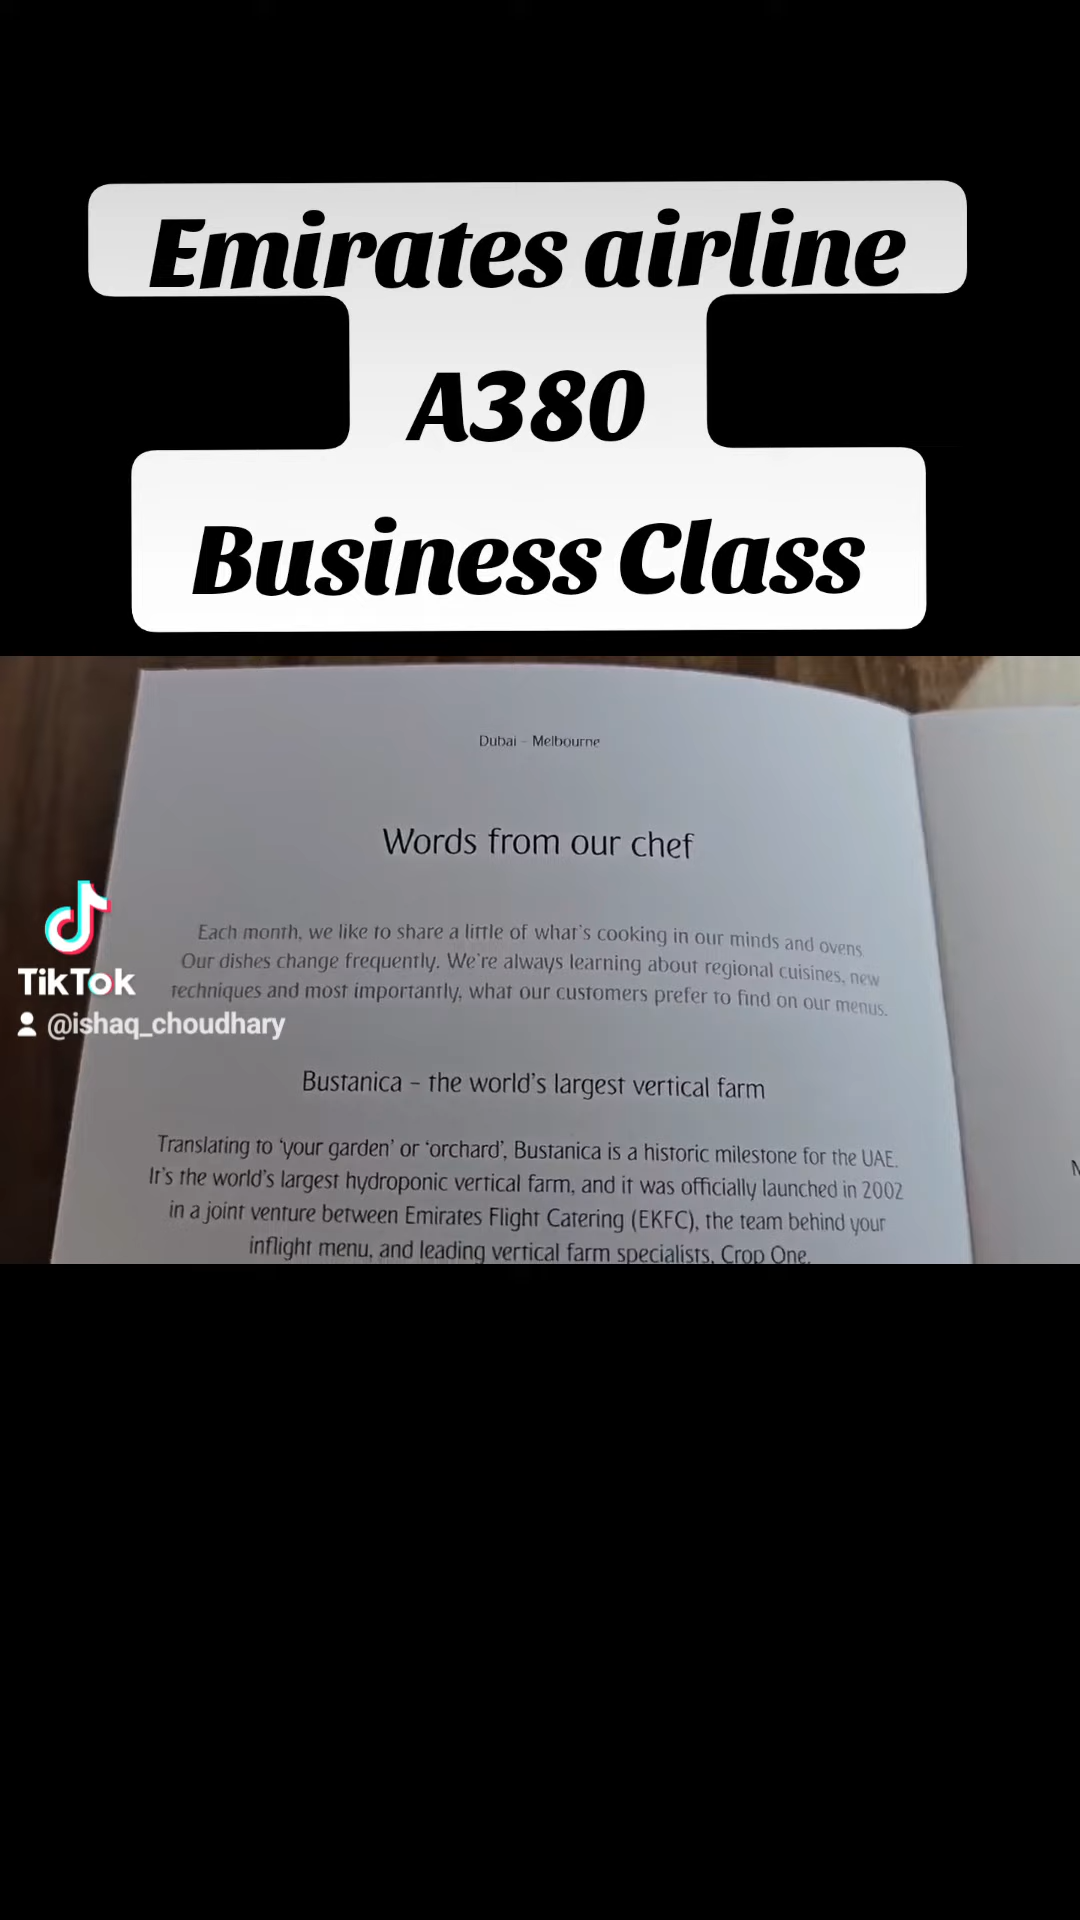 Emirates airline
A380
Business Class
Dubai - Melbourne
Words from our chef
Each month, we like to share a little of what's cooking in our minds and ovens
Our dishes change frequently. We're always learning about regional cuisines, new
techniques and most importantly, what our customers prefer to find on our menus.
Bustanica – the world's largest vertical farm
Translating to 'your garden' or 'orchard', Bustanica is a historic milestone for the UAE.
It's the world's largest hydroponic vertical farm, and it was officially launched in 2002
in a joint venture between Emirates Flight Catering (EKFC), the team behind your
inflight menu, and leading vertical farm specialists, Crop One.
TikTok
@ishaq_choudhary